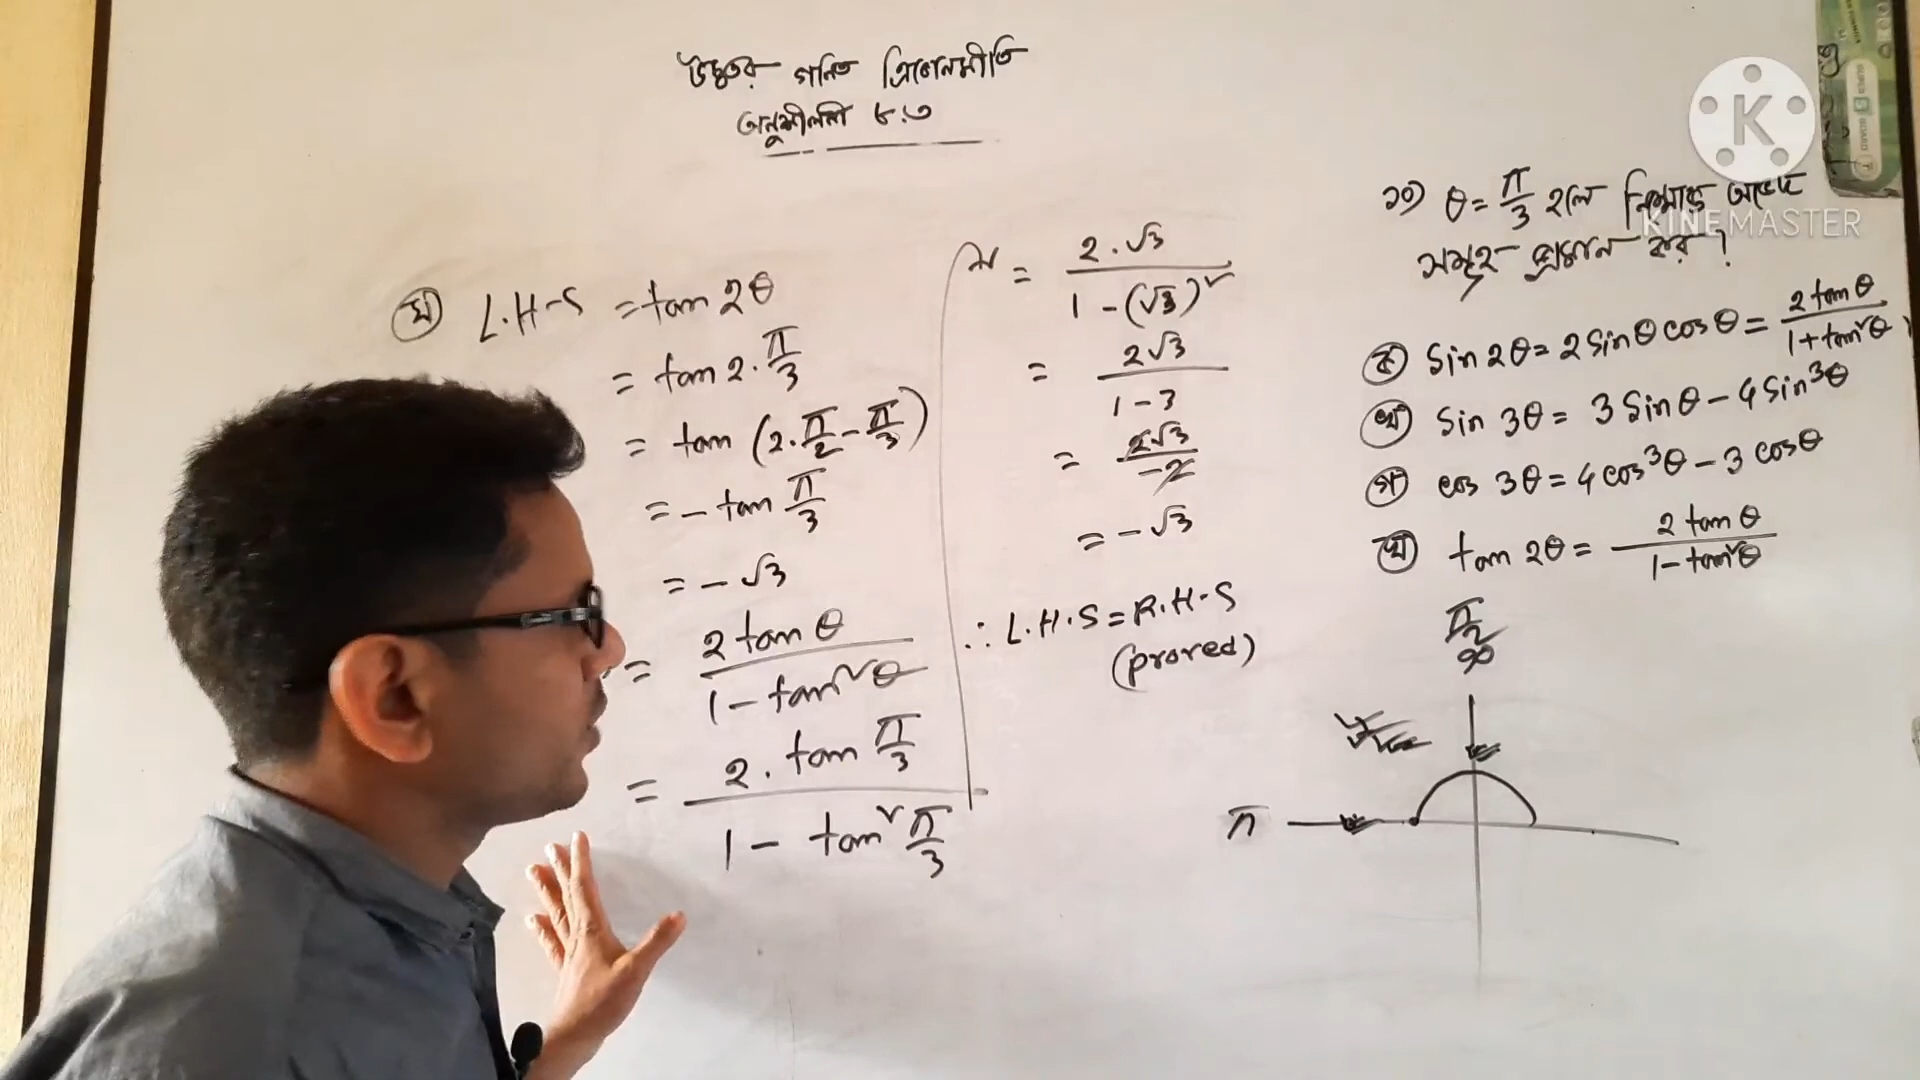 উচ্চতর গনিত ত্রিকোনমিতি
অনুশীলনী ৮.৩
ঘ L.H.S = tan 2θ
= tan 2. π/3
= tan (2. π/2 - π/3)
= - tan π/3
= - √3
= 2 tan θ / 1 - tan²θ
= 2 . tan π/3 / 1 - tan² π/3
= 2 . √3 / 1 - (√3)²
= 2√3 / 1 - 3
= 2√3 / -2
= - √3
∴ L.H.S = R.H.S
(proved)
১০) θ = π/3 হলে নিম্নোক্ত অভেদ
সমূহ প্রমান কর !
ক Sin 2θ = 2 Sin θ cos θ = 2 tan θ / 1 + tan²θ
খ Sin 3θ = 3 Sin θ - 4 Sin³θ
গ cos 3θ = 4 cos³θ - 3 cos θ
ঘ tan 2θ = 2 tan θ / 1 - tan²θ
π/2
π
K
KINEMASTER